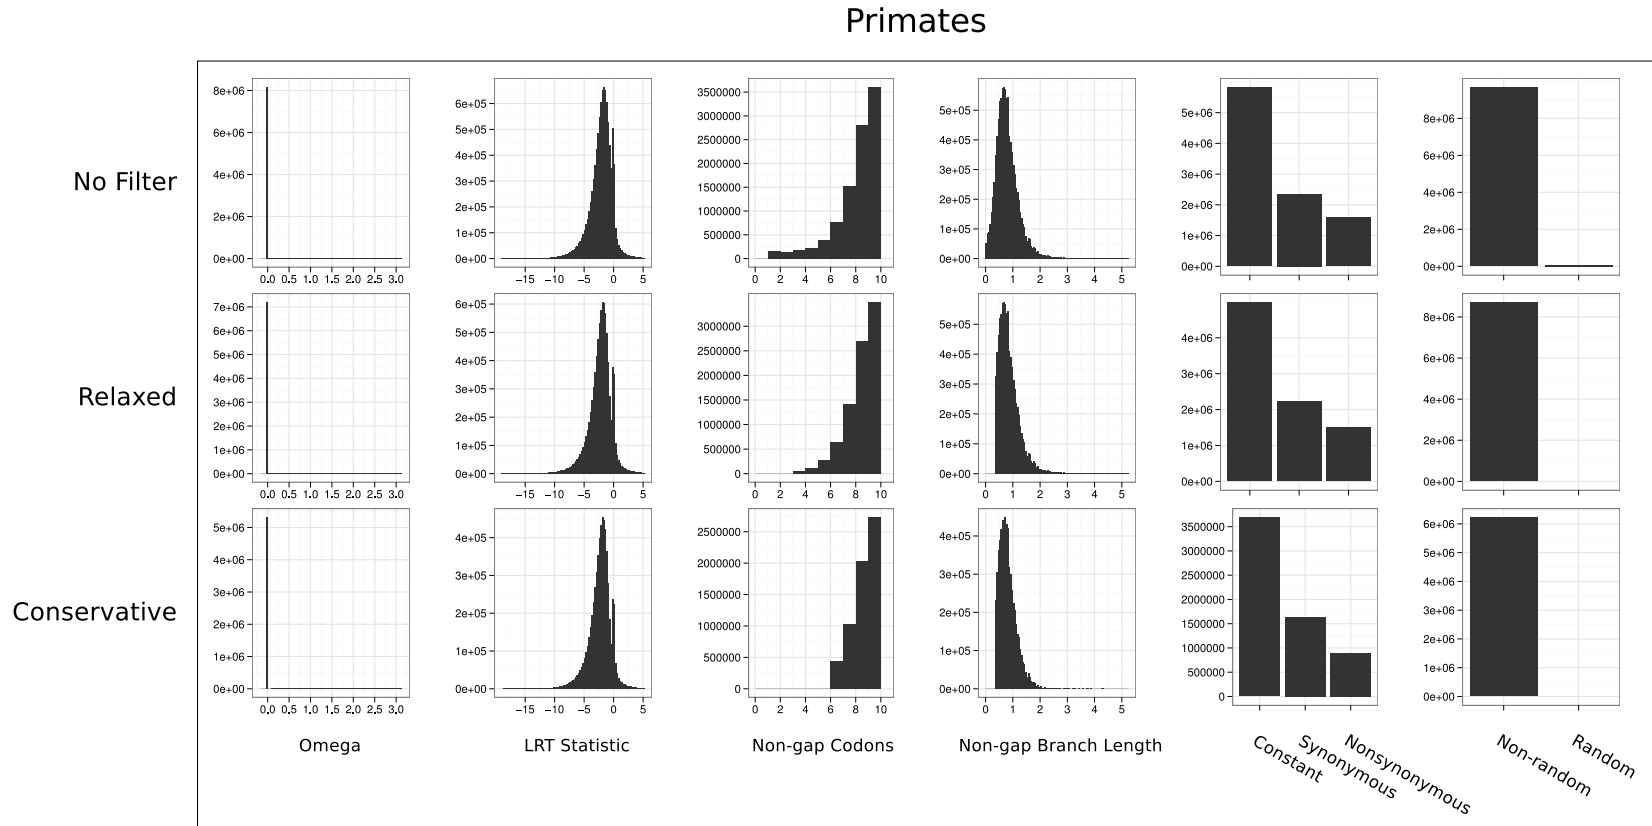 Primates
No Filter
8e+06
6e+06
4e+06
2e+06
0e+00
0.0 0.5 1.0 1.5 2.0 2.5 3.0
6e+05
5e+05
4e+05
3e+05
2e+05
1e+05
0e+00
−15 −10 −5 0 5
3500000
3000000
2500000
2000000
1500000
1000000
500000
0
0 2 4 6 8 10
5e+05
4e+05
3e+05
2e+05
1e+05
0e+00
0 1 2 3 4 5
5e+06
4e+06
3e+06
2e+06
1e+06
0e+00
8e+06
6e+06
4e+06
2e+06
0e+00
Relaxed
7e+06
6e+06
5e+06
4e+06
3e+06
2e+06
1e+06
0e+00
0.0 0.5 1.0 1.5 2.0 2.5 3.0
6e+05
5e+05
4e+05
3e+05
2e+05
1e+05
0e+00
−15 −10 −5 0 5
3000000
2500000
2000000
1500000
1000000
500000
0
0 2 4 6 8 10
5e+05
4e+05
3e+05
2e+05
1e+05
0e+00
0 1 2 3 4 5
4e+06
3e+06
2e+06
1e+06
0e+00
8e+06
6e+06
4e+06
2e+06
0e+00
Conservative
5e+06
4e+06
3e+06
2e+06
1e+06
0e+00
0.0 0.5 1.0 1.5 2.0 2.5 3.0
4e+05
3e+05
2e+05
1e+05
0e+00
−15 −10 −5 0 5
2500000
2000000
1500000
1000000
500000
0
0 2 4 6 8 10
4e+05
3e+05
2e+05
1e+05
0e+00
0 1 2 3 4 5
3500000
3000000
2500000
2000000
1500000
1000000
500000
0
6e+06
5e+06
4e+06
3e+06
2e+06
1e+06
0e+00
Omega
LRT Statistic
Non-gap Codons
Non-gap Branch Length
Constant
Synonymous
Nonsynonymous
Non-random
Random